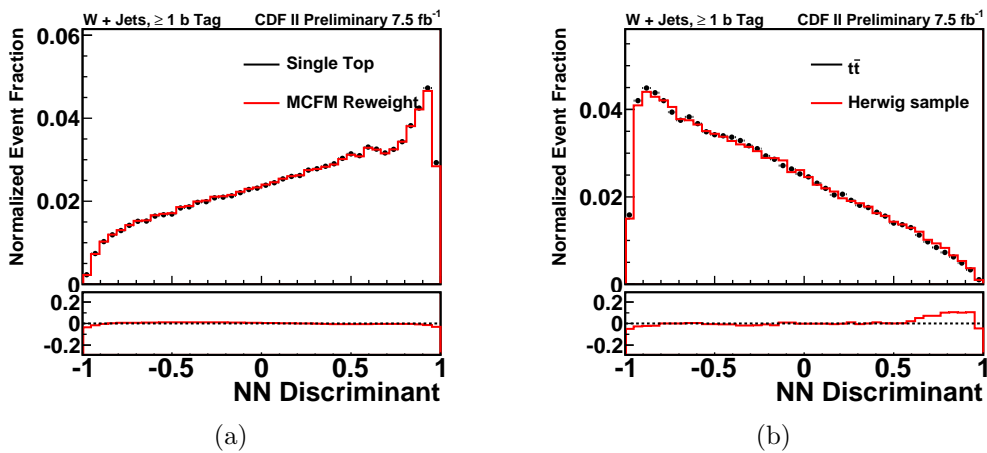 W + Jets, ≥ 1 b Tag CDF II Preliminary 7.5 fb⁻¹
Normalized Event Fraction
0.06
0.04
0.02
0
Single Top
MCFM Reweight
0.2
0
-0.2
-1 -0.5 0 0.5 1
NN Discriminant
(a)
W + Jets, ≥ 1 b Tag CDF II Preliminary 7.5 fb⁻¹
Normalized Event Fraction
0.04
0.02
0
tt̄
Herwig sample
0.2
0
-0.2
-1 -0.5 0 0.5 1
NN Discriminant
(b)